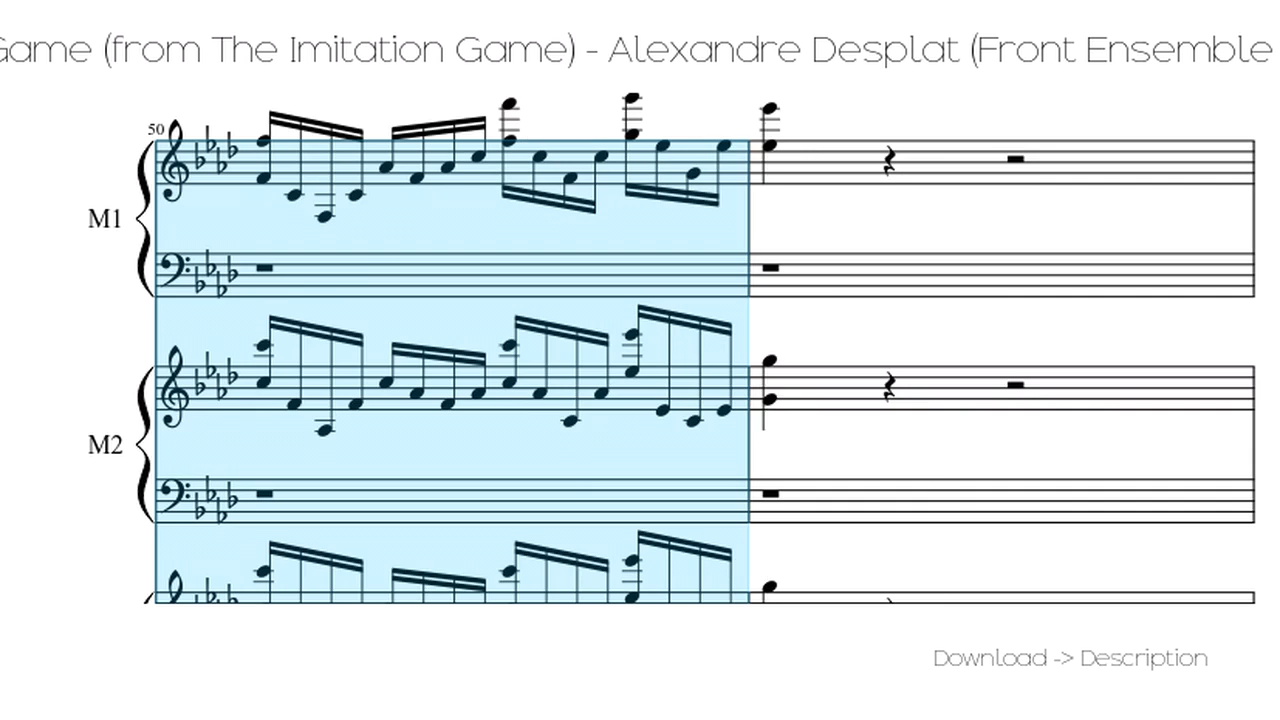 Game (from The Imitation Game) - Alexandre Desplat (Front Ensemble
50
M1
M2
Download -> Description